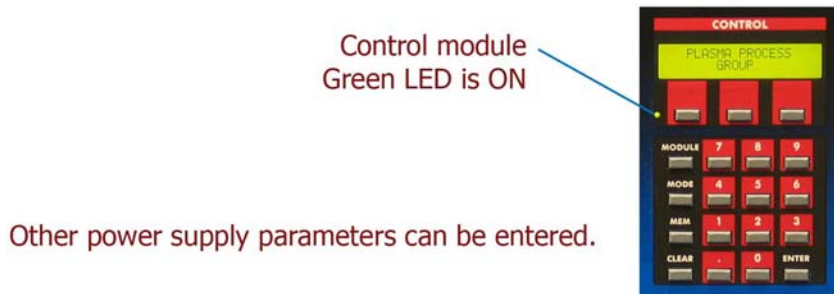 Control module
Green LED is ON
Other power supply parameters can be entered.
CONTROL
PLASMA PROCESS
GROUP
MODULE 7 8 9
MODE 4 5 6
MEM 1 2 3
CLEAR . 0 ENTER